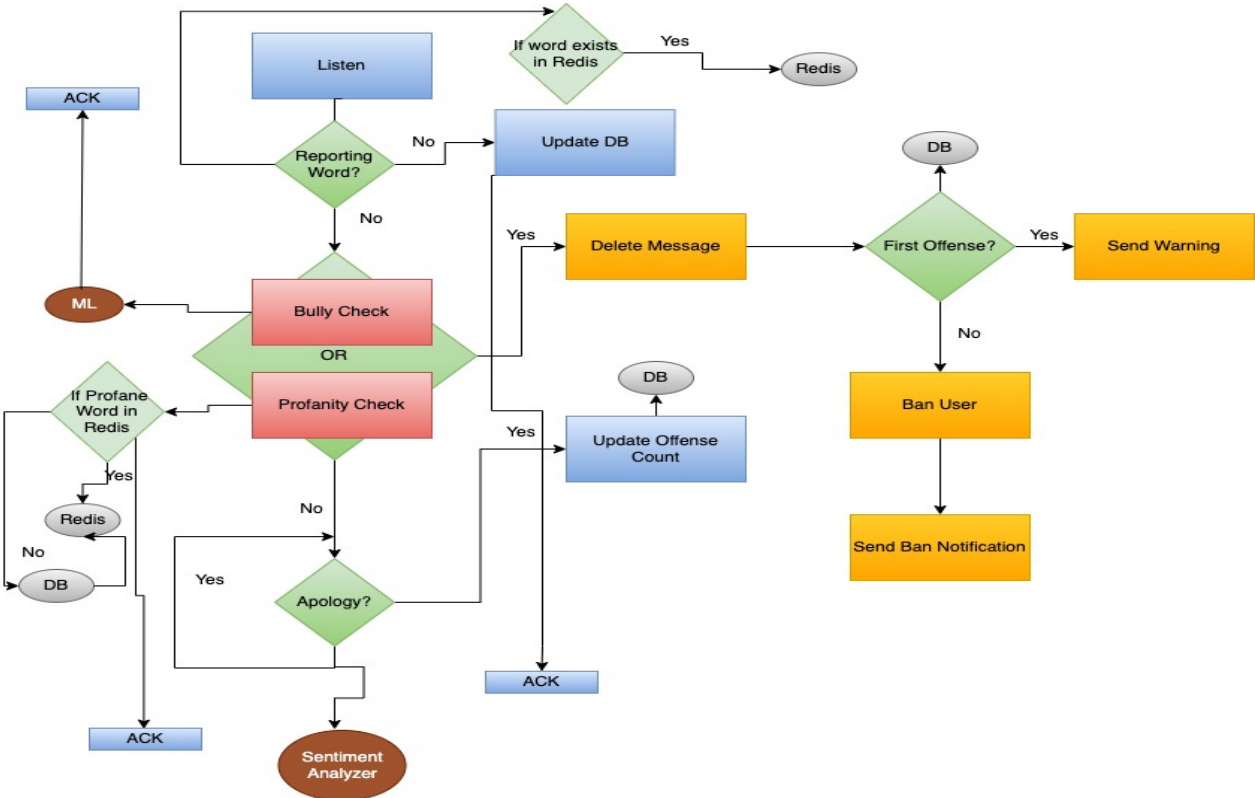 If word exists
in Redis
Yes
Redis
Listen
ACK
No
Update DB
Reporting
Word?
DB
No
Yes
Delete Message
First Offense?
Yes
Send Warning
ML
Bully Check
OR
No
DB
If Profane
Word in
Redis
Profanity Check
Ban User
Yes
Update Offense
Count
Yes
Redis
No
No
DB
Yes
Apology?
Send Ban Notification
ACK
ACK
Sentiment
Analyzer